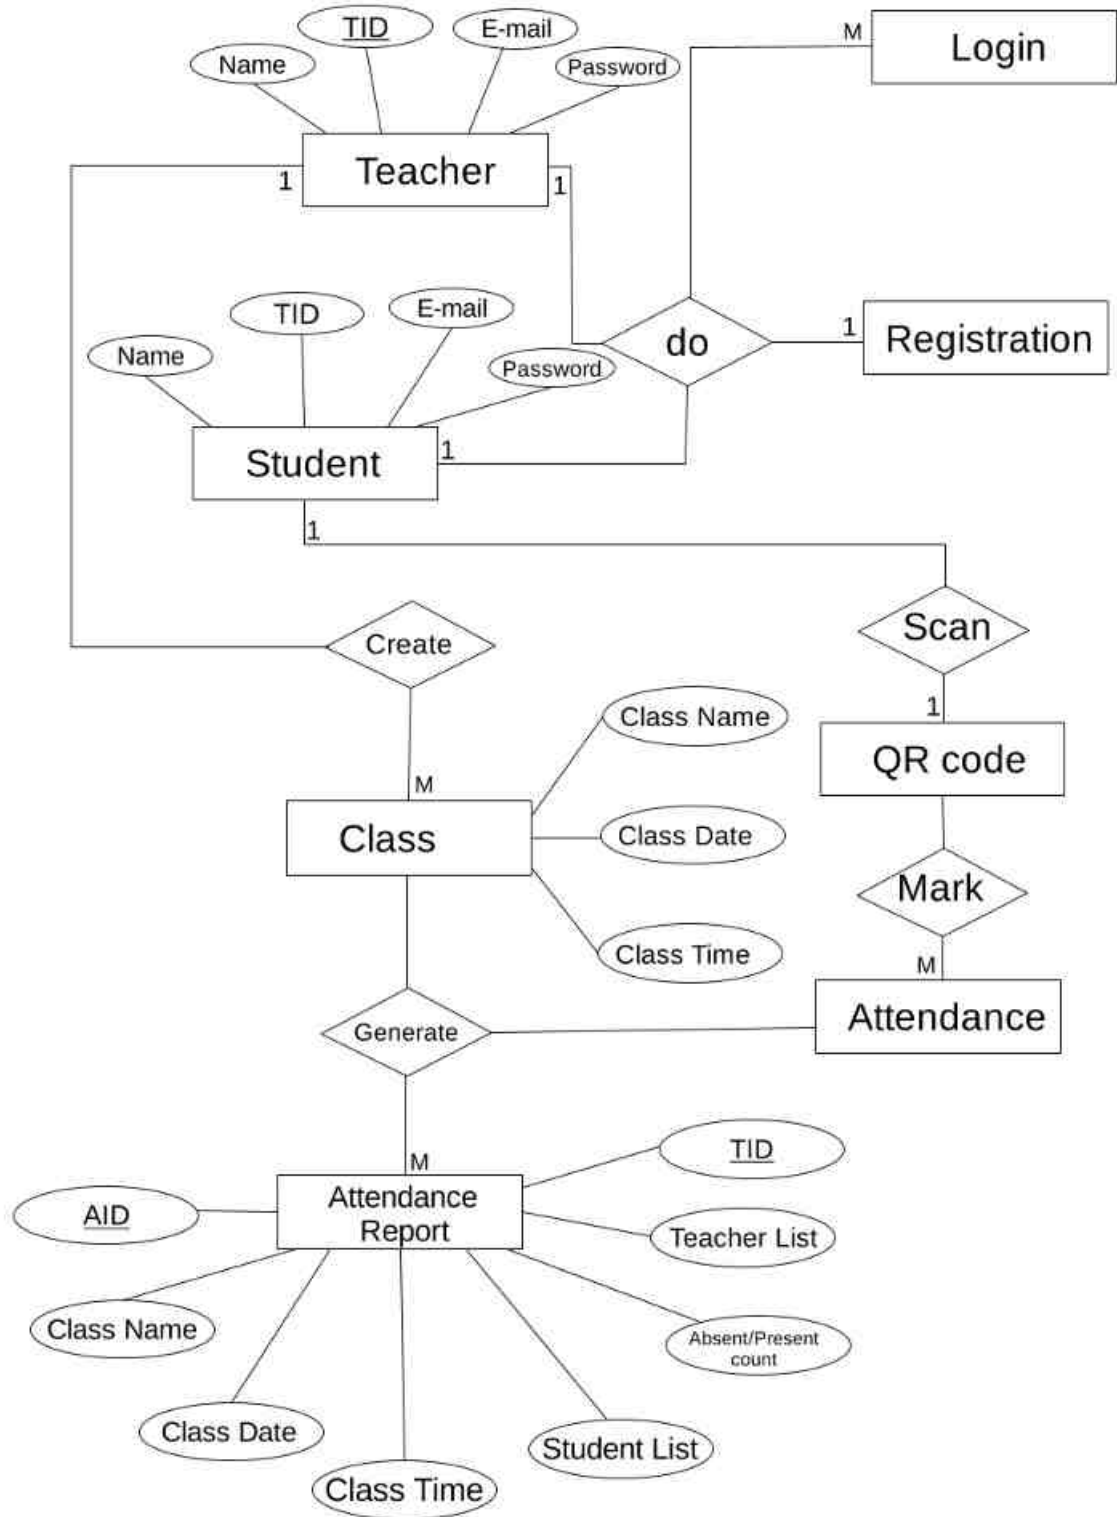 TID
E-mail
M
Login
Name
Password
Teacher
1
1
TID
E-mail
do
1
Registration
Name
Password
Student
1
1
Create
Scan
Class Name
1
QR code
M
Class
Class Date
Mark
Class Time
M
Generate
Attendance
M
TID
AID
Attendance
Report
Teacher List
Class Name
Absent/Present
count
Class Date
Student List
Class Time